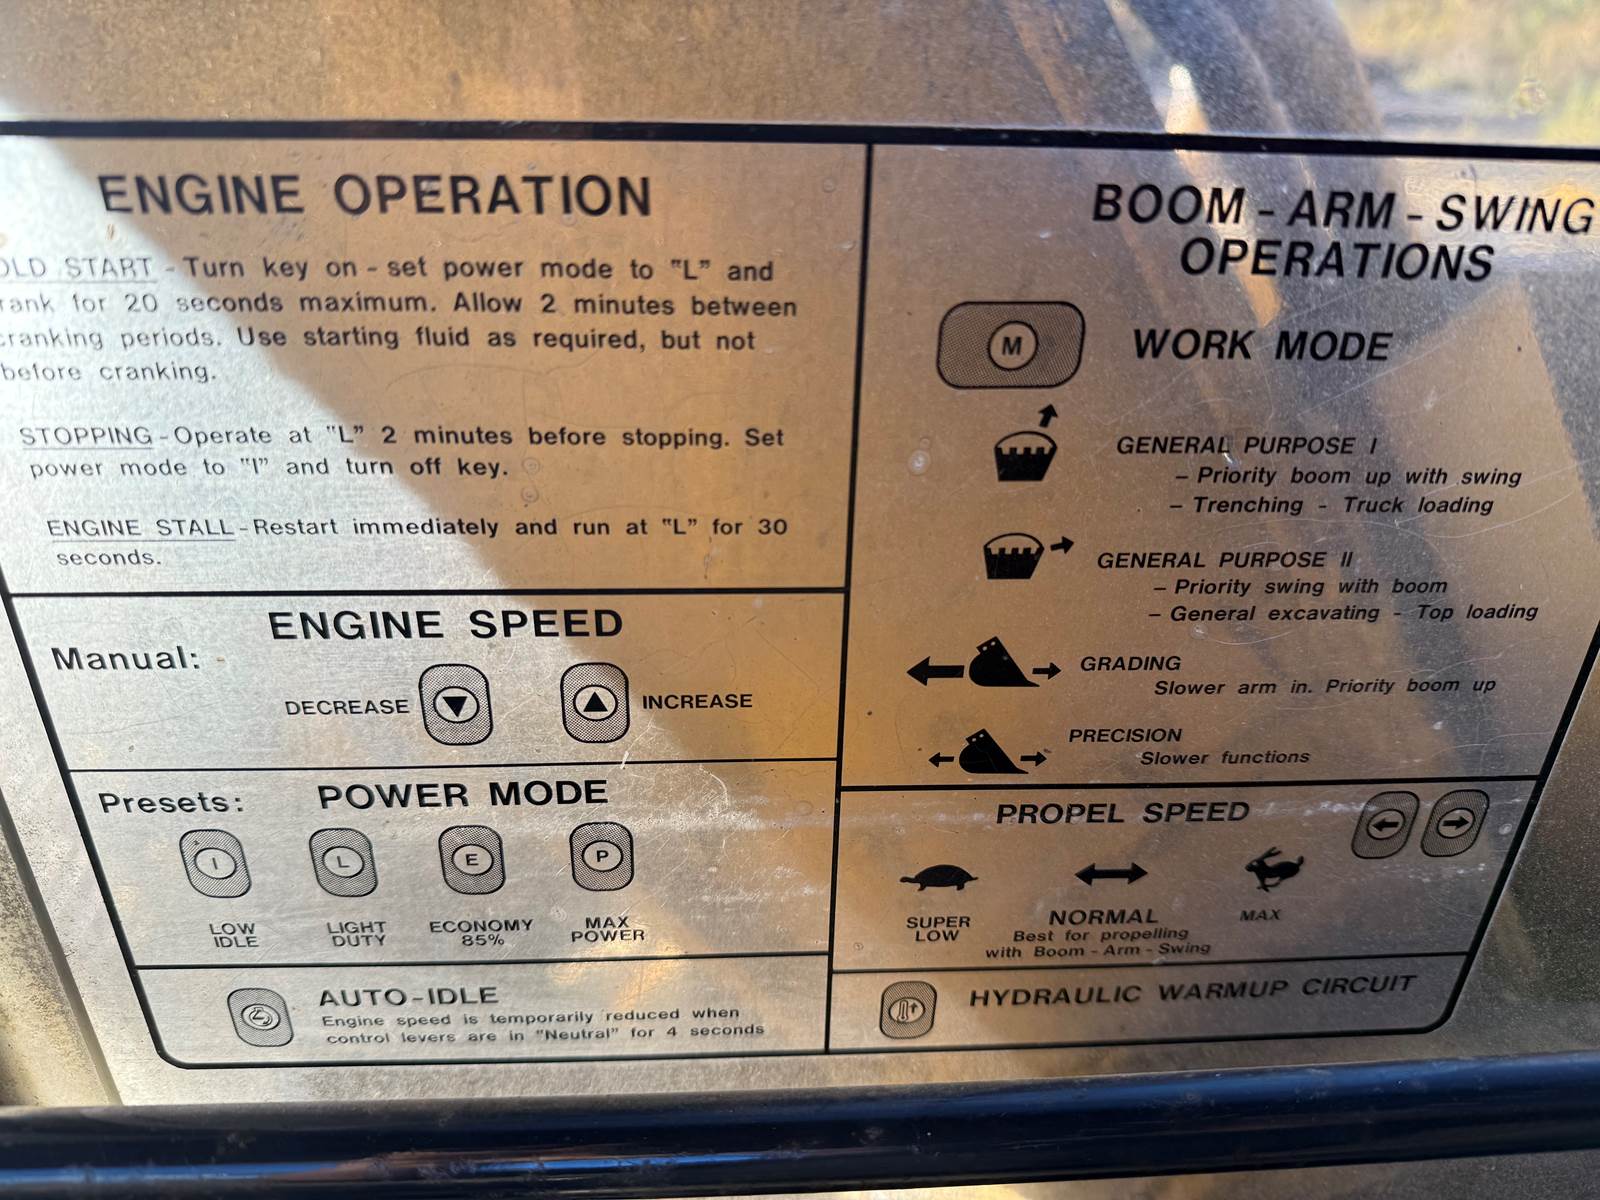 ENGINE OPERATION
OLD START - Turn key on - set power mode to "L" and
rank for 20 seconds maximum. Allow 2 minutes between
cranking periods. Use starting fluid as required, but not
before cranking.
STOPPING - Operate at "L" 2 minutes before stopping. Set
power mode to "I" and turn off key.
ENGINE STALL - Restart immediately and run at "L" for 30
seconds.
ENGINE SPEED
Manual:
DECREASE
INCREASE
Presets:
POWER MODE
I
L
E
P
LOW
IDLE
LIGHT
DUTY
ECONOMY
85%
MAX
POWER
AUTO-IDLE
Engine speed is temporarily reduced when
control levers are in "Neutral" for 4 seconds
BOOM - ARM - SWING
OPERATIONS
M
WORK MODE
GENERAL PURPOSE I
- Priority boom up with swing
- Trenching - Truck loading
GENERAL PURPOSE II
- Priority swing with boom
- General excavating - Top loading
GRADING
Slower arm in. Priority boom up
PRECISION
Slower functions
PROPEL SPEED
SUPER
LOW
NORMAL
Best for propelling
with Boom - Arm - Swing
MAX
HYDRAULIC WARMUP CIRCUIT